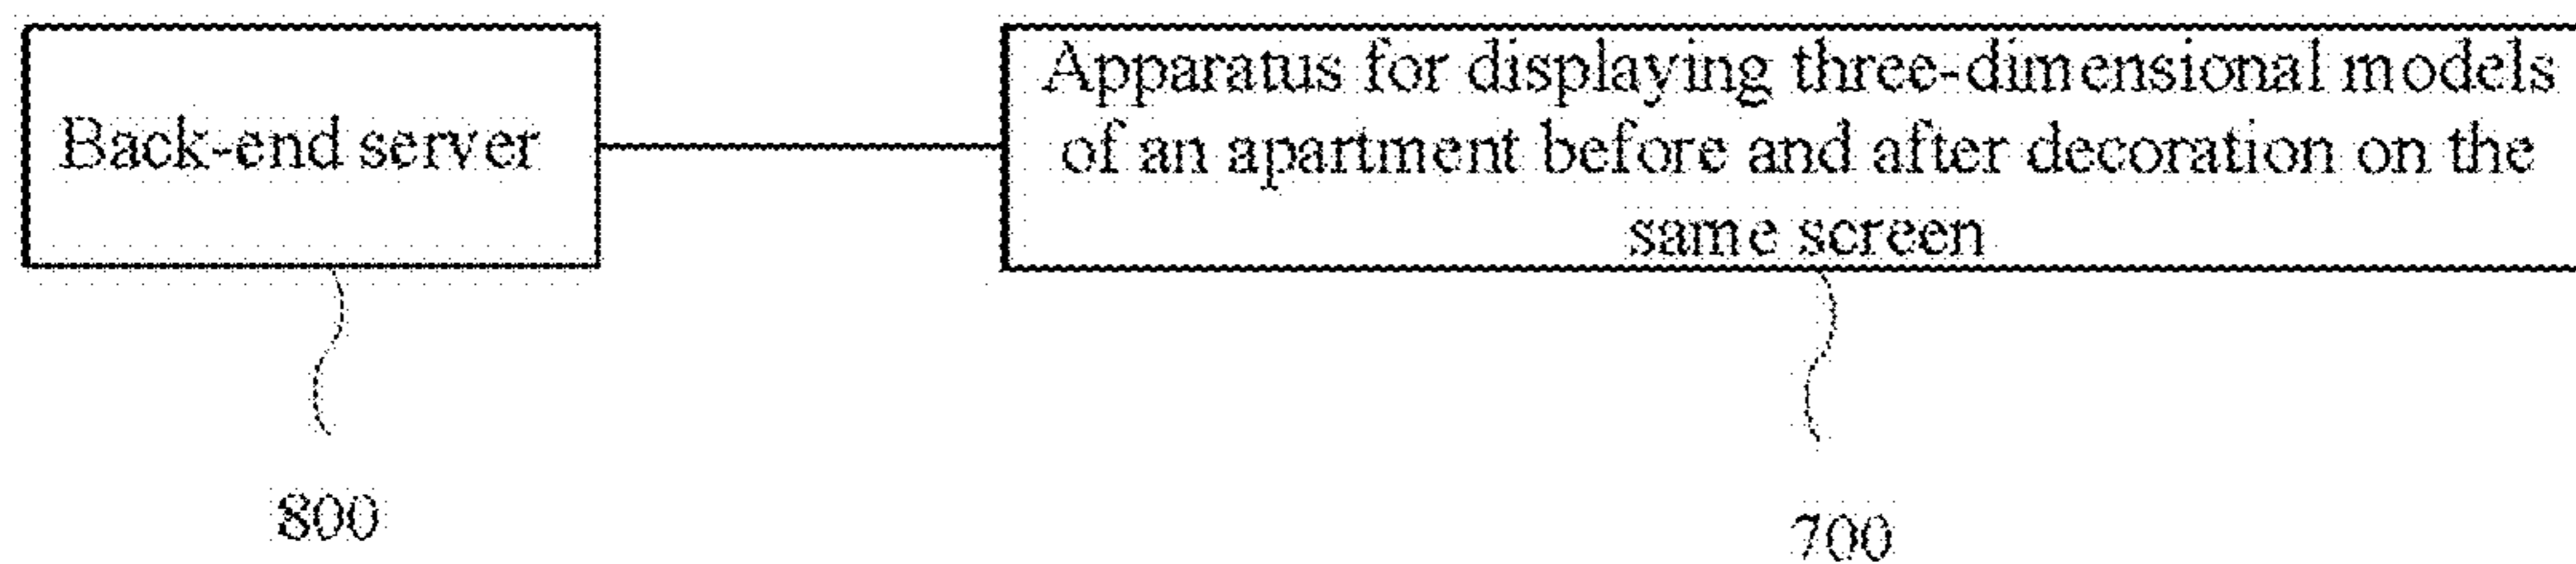 Back-end server
Apparatus for displaying three-dimensional models
of an apartment before and after decoration on the
same screen
800
700